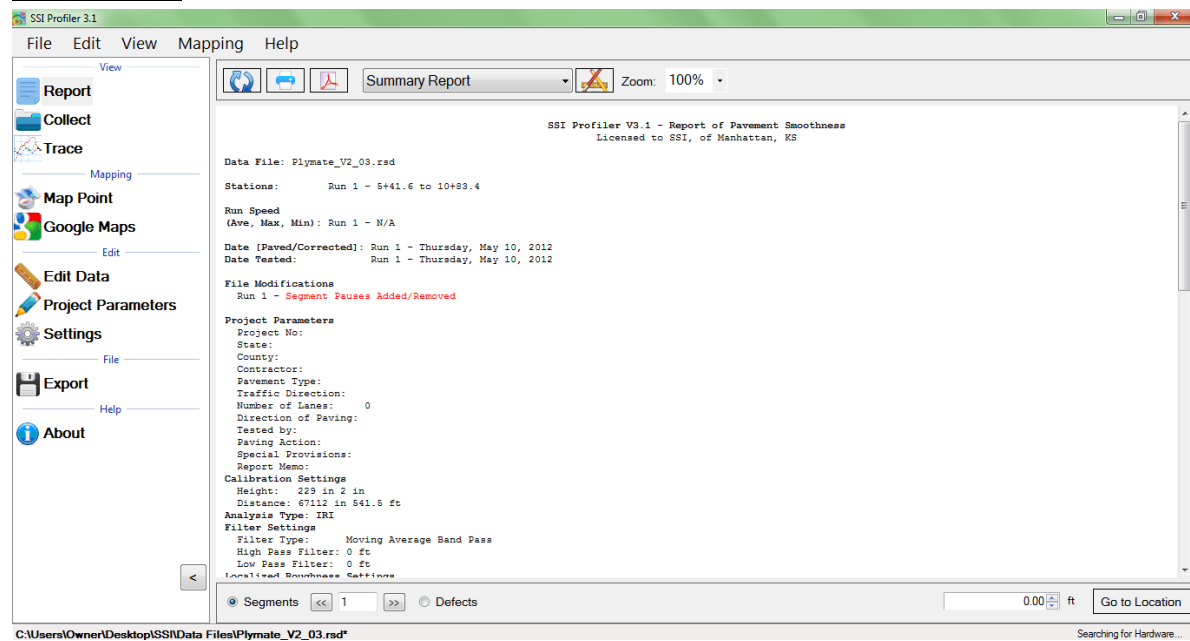 SSI Profiler 3.1
File Edit View Mapping Help
View
Report
Collect
Trace
Mapping
Map Point
Google Maps
Edit
Edit Data
Project Parameters
Settings
File
Export
Help
About
<
Summary Report Zoom: 100%
SSI Profiler V3.1 - Report of Pavement Smoothness
Licensed to SSI, of Manhattan, KS
Data File: Plymate_V2_03.rsd
Stations: Run 1 - 5+41.6 to 10+83.4
Run Speed
(Ave, Max, Min): Run 1 - N/A
Date [Paved/Corrected]: Run 1 - Thursday, May 10, 2012
Date Tested: Run 1 - Thursday, May 10, 2012
File Modifications
Run 1 - Segment Pauses Added/Removed
Project Parameters
Project No:
State:
County:
Contractor:
Pavement Type:
Traffic Direction:
Number of Lanes: 0
Direction of Paving:
Tested by:
Paving Action:
Special Provisions:
Report Memo:
Calibration Settings
Height: 229 in 2 in
Distance: 67112 in 541.5 ft
Analysis Type: IRI
Filter Settings
Filter Type: Moving Average Band Pass
High Pass Filter: 0 ft
Low Pass Filter: 0 ft
Localized Roughness Settings
Segments << 1 >> Defects 0.00 ft Go to Location
C:\Users\Owner\Desktop\SSI\Data Files\Plymate_V2_03.rsd* Searching for Hardware...